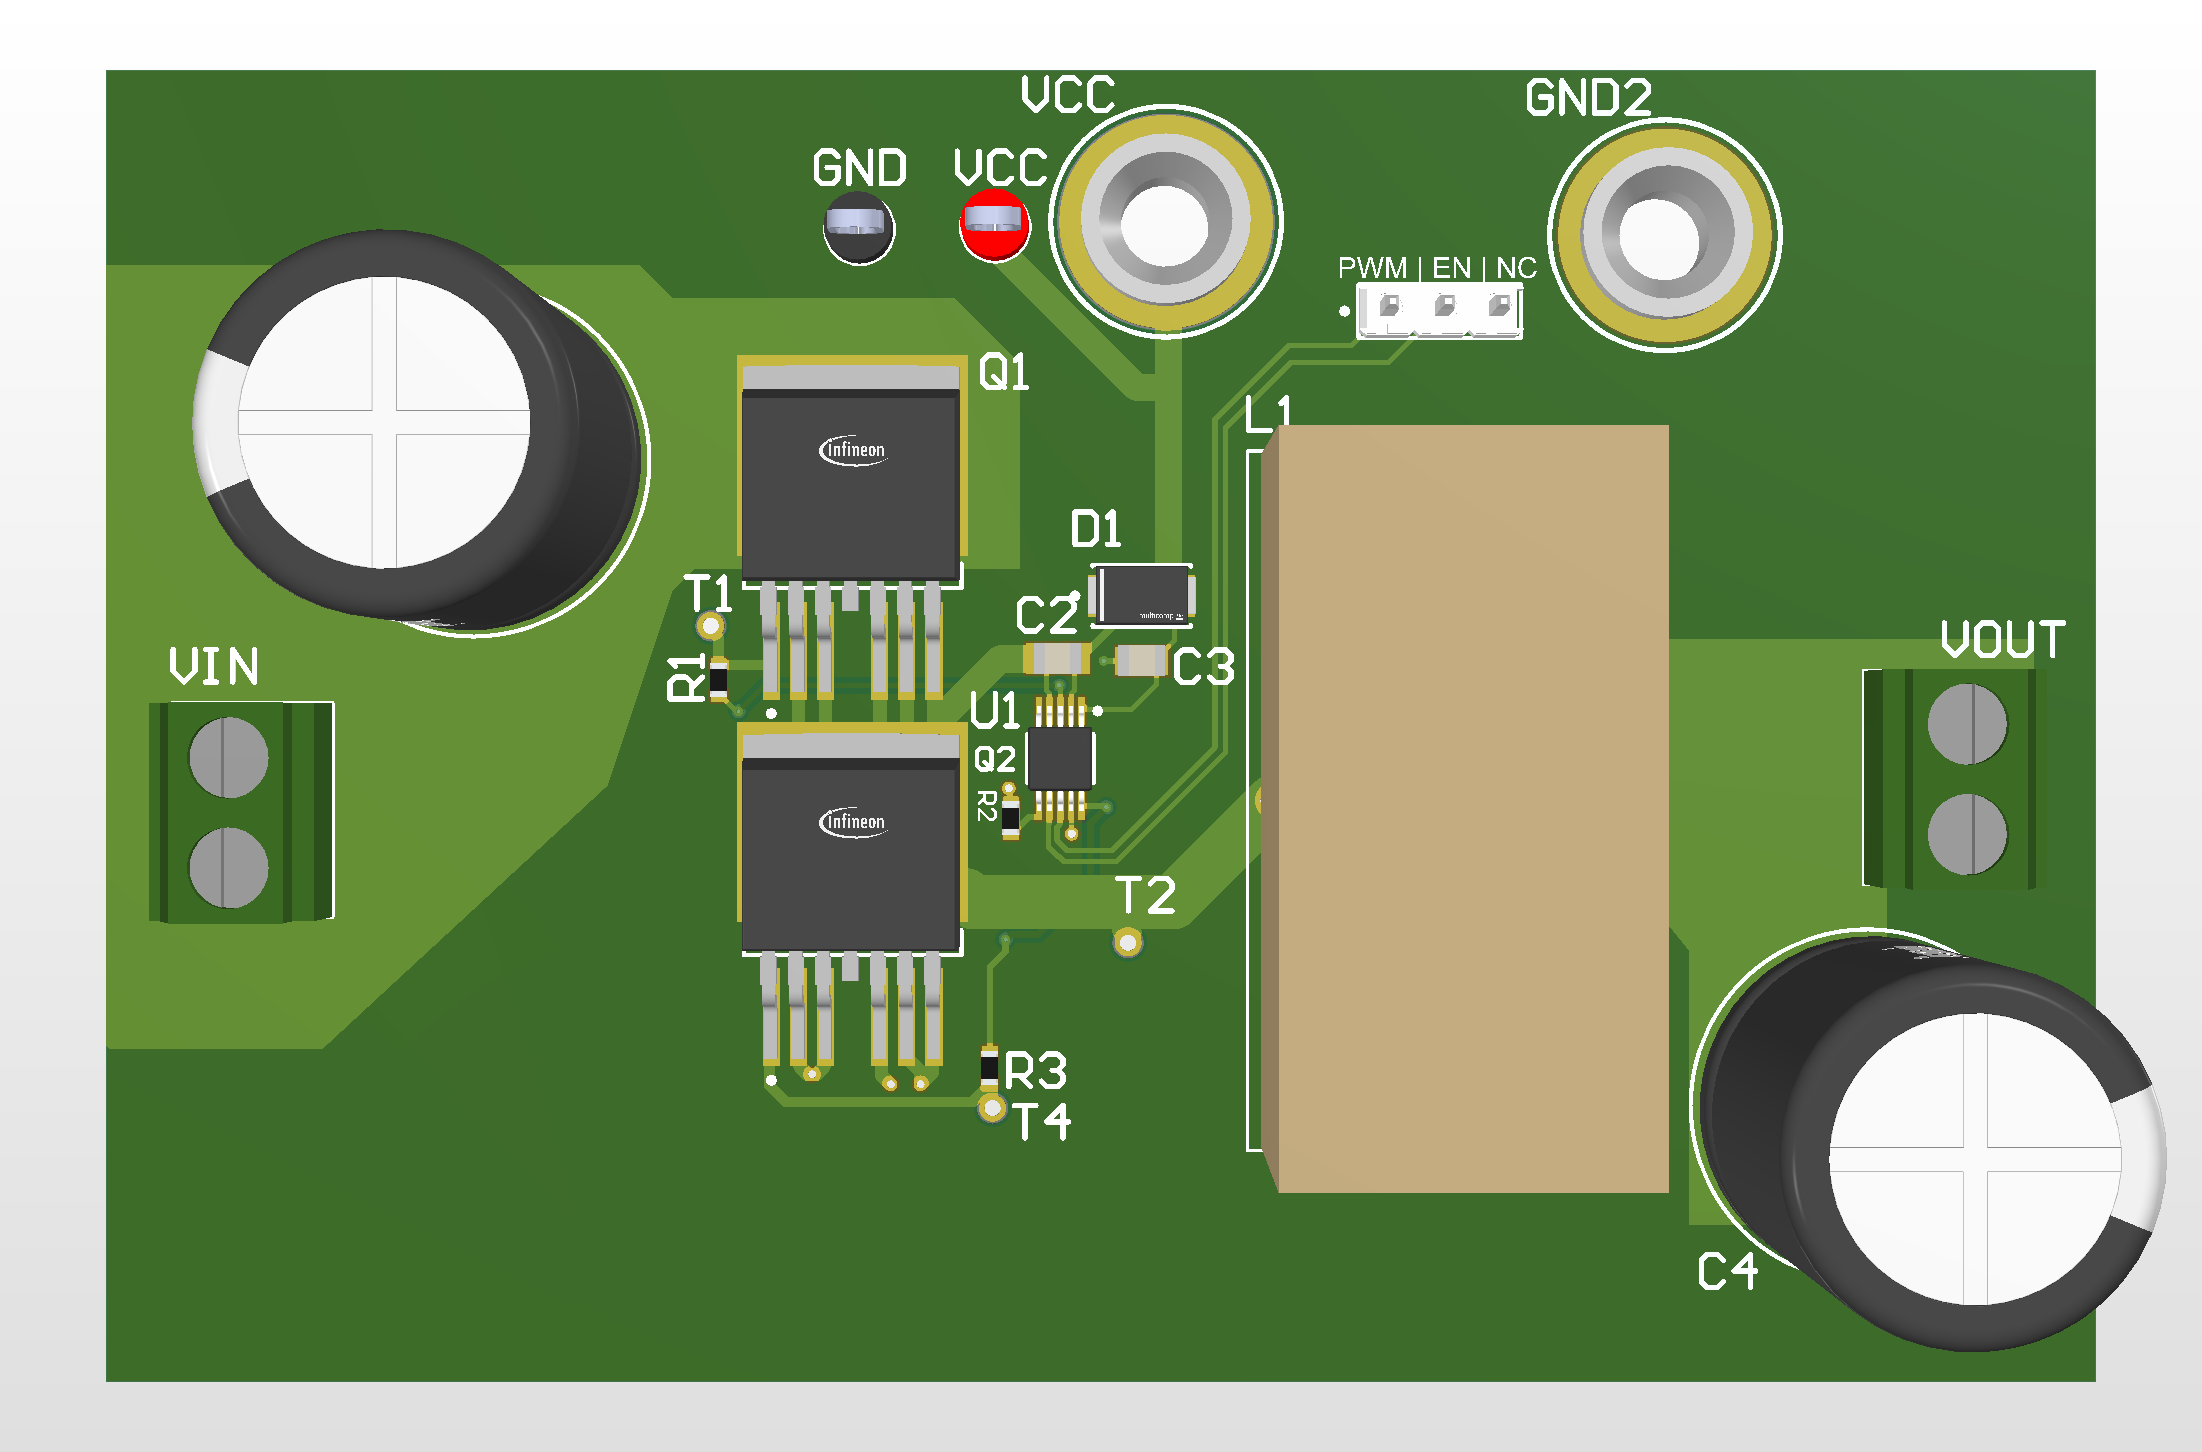 VCC
GND2
GND
VCC
PWM | EN | NC
Q1
infineon
L1
D1
multicomp
T1
C2
C3
R1
VIN
VOUT
U1
Q2
R2
infineon
T2
R3
T4
C4